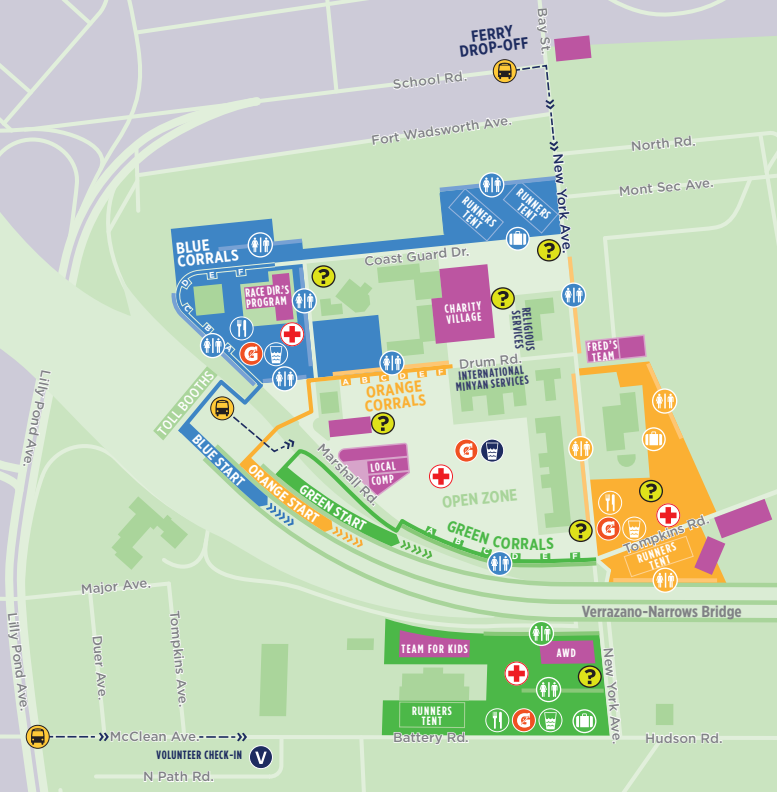 FERRY
DROP-OFF
Bay St.
School Rd.
Fort Wadsworth Ave.
North Rd.
Mont Sec Ave.
New York Ave.
RUNNERS
TENT
RUNNERS
TENT
BLUE
CORRALS
Coast Guard Dr.
F
E
D
C
B
A
RACE DIR.'S
PROGRAM
?
?
?
CHARITY
VILLAGE
RELIGIOUS
SERVICES
G
Drum Rd.
INTERNATIONAL
MINYAN SERVICES
FRED'S
TEAM
A B C D E F
ORANGE
CORRALS
?
TOLL BOOTHS
Lilly Pond Ave.
BLUE START
ORANGE START
GREEN START
Marshall Rd.
LOCAL
COMP
G
OPEN ZONE
GREEN CORRALS
A B C D E F
?
?
G
Tompkins Rd.
RUNNERS
TENT
Verrazano-Narrows Bridge
Major Ave.
Lilly Pond Ave.
Duer Ave.
Tompkins Ave.
TEAM FOR KIDS
AWD
?
New York Ave.
RUNNERS
TENT
G
McClean Ave.
Battery Rd.
Hudson Rd.
VOLUNTEER CHECK-IN
V
N Path Rd.